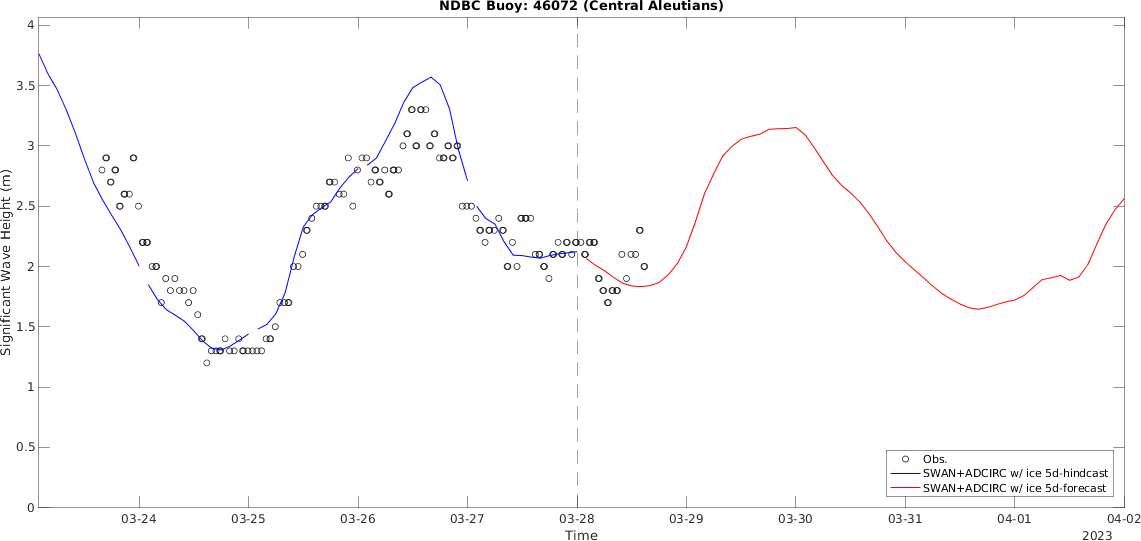 NDBC Buoy: 46072 (Central Aleutians)
Significant Wave Height (m)
4
3.5
3
2.5
2
1.5
1
0.5
0
Obs.
SWAN+ADCIRC w/ ice 5d-hindcast
SWAN+ADCIRC w/ ice 5d-forecast
03-24 03-25 03-26 03-27 03-28 03-29 03-30 03-31 04-01 04-02
Time
2023